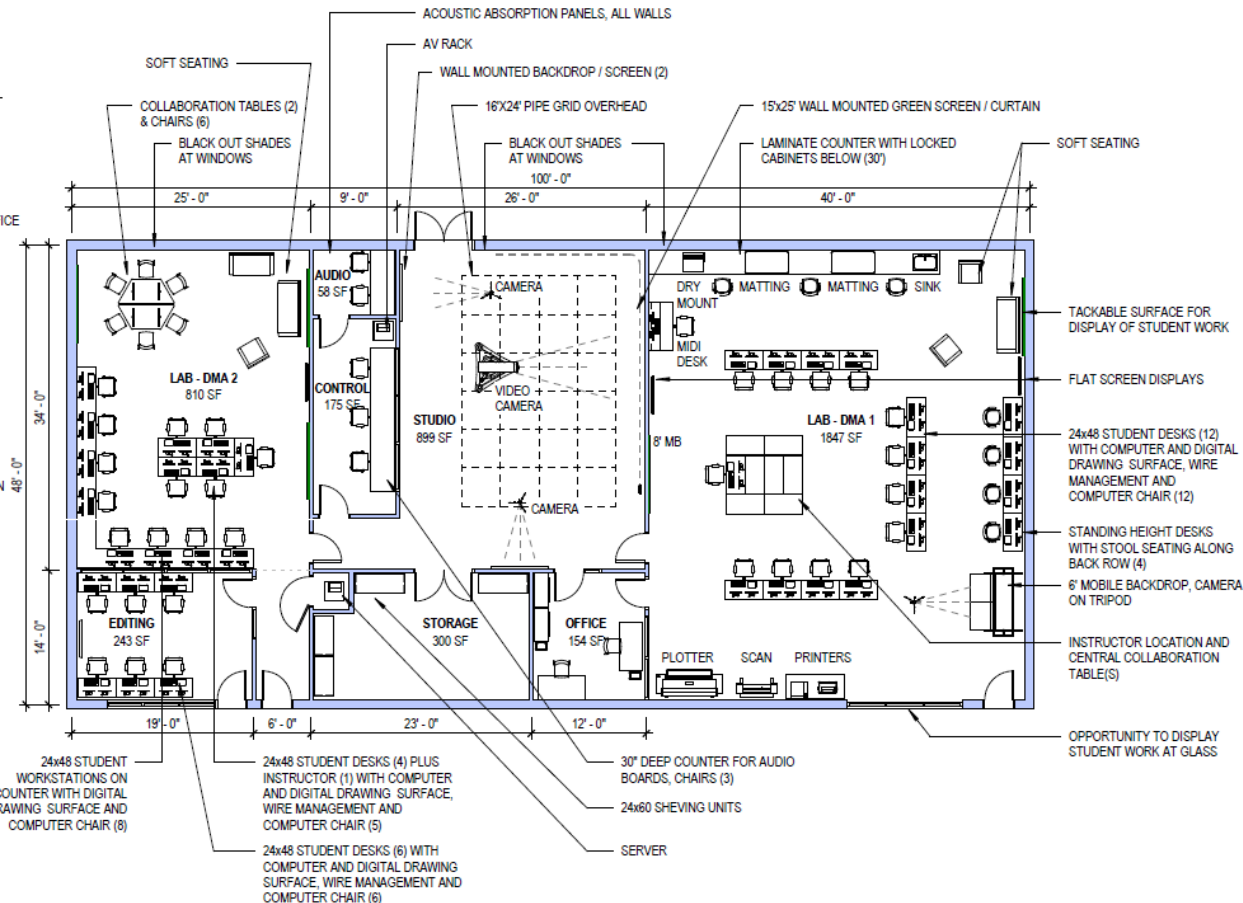 ACOUSTIC ABSORPTION PANELS, ALL WALLS
AV RACK
SOFT SEATING
WALL MOUNTED BACKDROP / SCREEN (2)
COLLABORATION TABLES (2)
& CHAIRS (6)
16'X24' PIPE GRID OVERHEAD
15'x25' WALL MOUNTED GREEN SCREEN / CURTAIN
BLACK OUT SHADES
AT WINDOWS
BLACK OUT SHADES
AT WINDOWS
LAMINATE COUNTER WITH LOCKED
CABINETS BELOW (30')
SOFT SEATING
100' - 0"
25' - 0"
9' - 0"
26' - 0"
40' - 0"
AUDIO
58 SF
CAMERA
DRY
MOUNT
MATTING
MATTING
SINK
MIDI
DESK
TACKABLE SURFACE FOR
DISPLAY OF STUDENT WORK
LAB - DMA 2
810 SF
CONTROL
175 SF
VIDEO
CAMERA
FLAT SCREEN DISPLAYS
34' - 0"
48' - 0"
STUDIO
899 SF
8' MB
LAB - DMA 1
1847 SF
24x48 STUDENT DESKS (12)
WITH COMPUTER AND DIGITAL
DRAWING SURFACE, WIRE
MANAGEMENT AND
COMPUTER CHAIR (12)
CAMERA
STANDING HEIGHT DESKS
WITH STOOL SEATING ALONG
BACK ROW (4)
6' MOBILE BACKDROP, CAMERA
ON TRIPOD
14' - 0"
EDITING
243 SF
STORAGE
300 SF
OFFICE
154 SF
PLOTTER
SCAN
PRINTERS
INSTRUCTOR LOCATION AND
CENTRAL COLLABORATION
TABLE(S)
19' - 0"
6' - 0"
23' - 0"
12' - 0"
OPPORTUNITY TO DISPLAY
STUDENT WORK AT GLASS
24x48 STUDENT
WORKSTATIONS ON
COUNTER WITH DIGITAL
RAWING SURFACE AND
COMPUTER CHAIR (8)
24x48 STUDENT DESKS (4) PLUS
INSTRUCTOR (1) WITH COMPUTER
AND DIGITAL DRAWING SURFACE,
WIRE MANAGEMENT AND
COMPUTER CHAIR (5)
30" DEEP COUNTER FOR AUDIO
BOARDS, CHAIRS (3)
24x60 SHEVING UNITS
SERVER
24x48 STUDENT DESKS (6) WITH
COMPUTER AND DIGITAL DRAWING
SURFACE, WIRE MANAGEMENT AND
COMPUTER CHAIR (6)